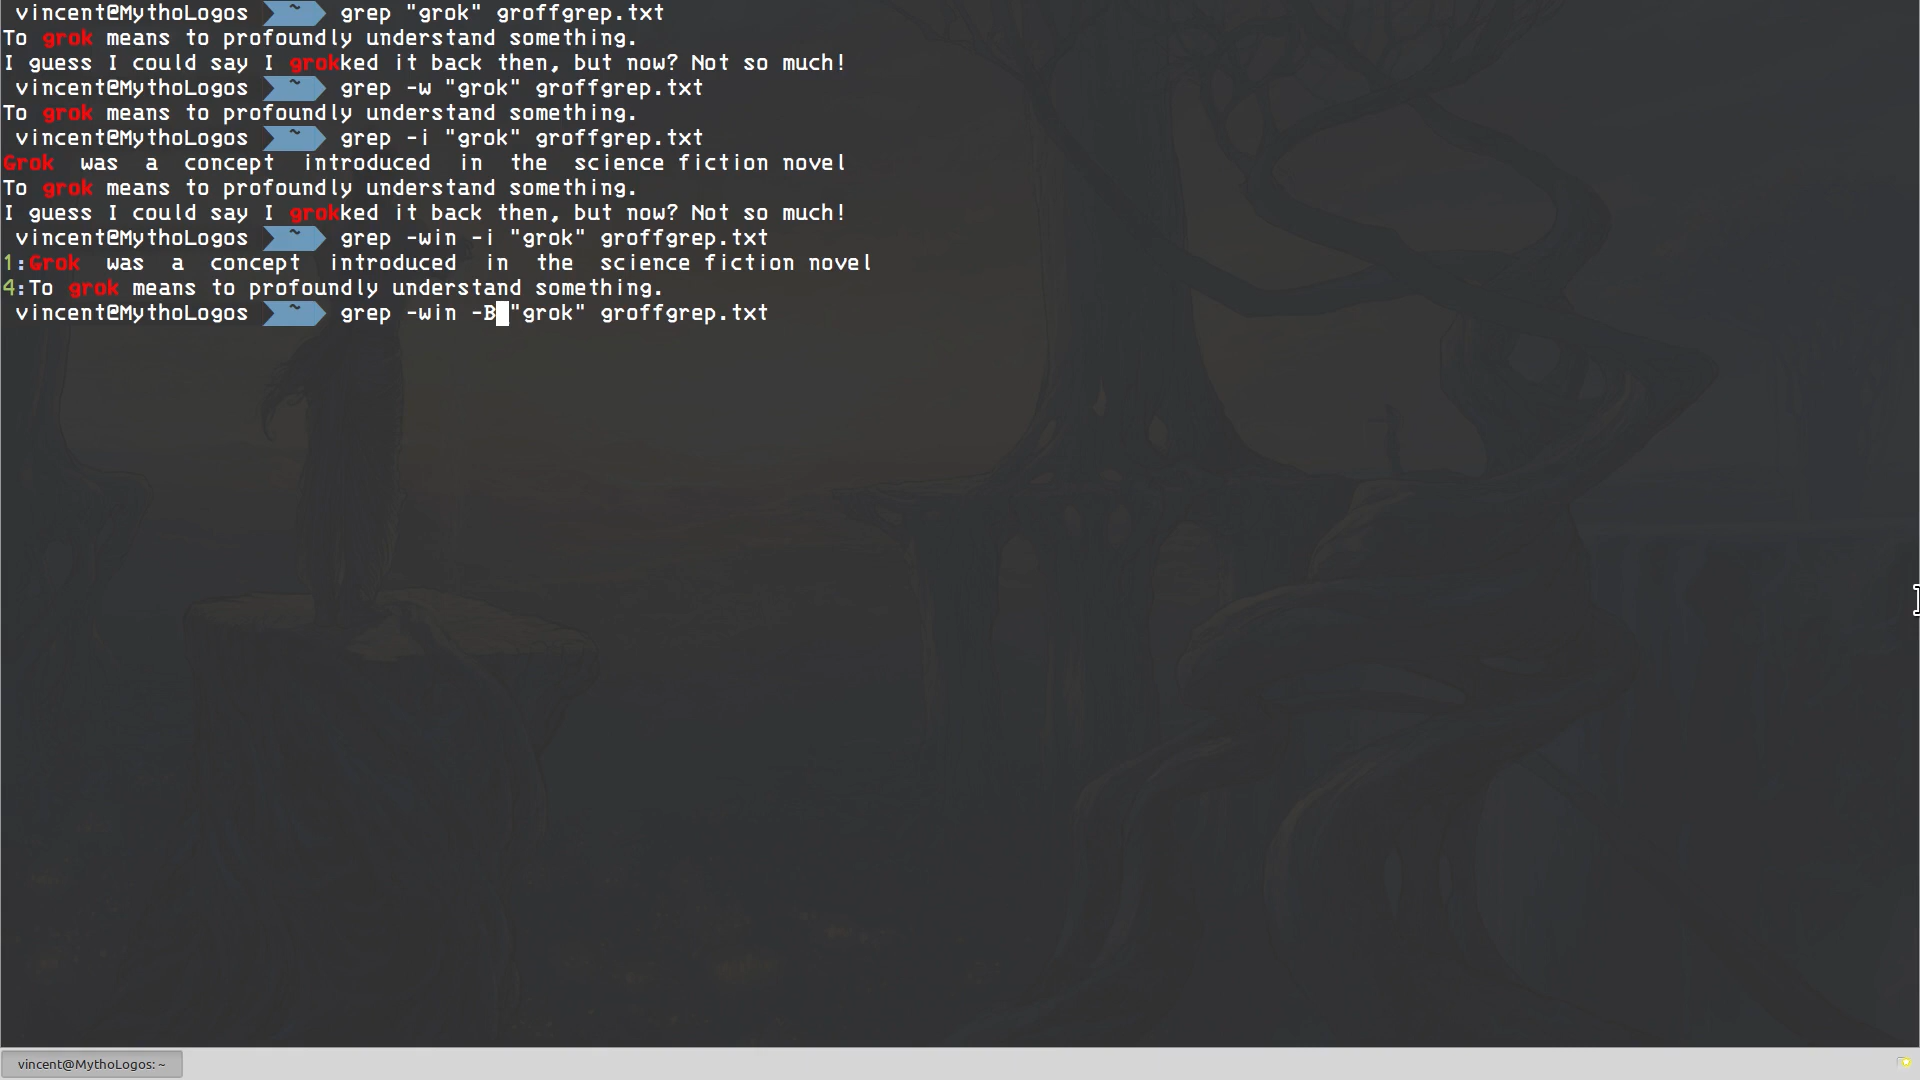 vincent@MythoLogos ~ grep "grok" groffgrep.txt
To grok means to profoundly understand something.
I guess I could say I grokked it back then, but now? Not so much!
vincent@MythoLogos ~ grep -w "grok" groffgrep.txt
To grok means to profoundly understand something.
vincent@MythoLogos ~ grep -i "grok" groffgrep.txt
Grok  was  a  concept  introduced  in  the  science fiction novel
To grok means to profoundly understand something.
I guess I could say I grokked it back then, but now? Not so much!
vincent@MythoLogos ~ grep -win -i "grok" groffgrep.txt
1:Grok  was  a  concept  introduced  in  the  science fiction novel
4:To grok means to profoundly understand something.
vincent@MythoLogos ~ grep -win -B "grok" groffgrep.txt
vincent@MythoLogos: ~